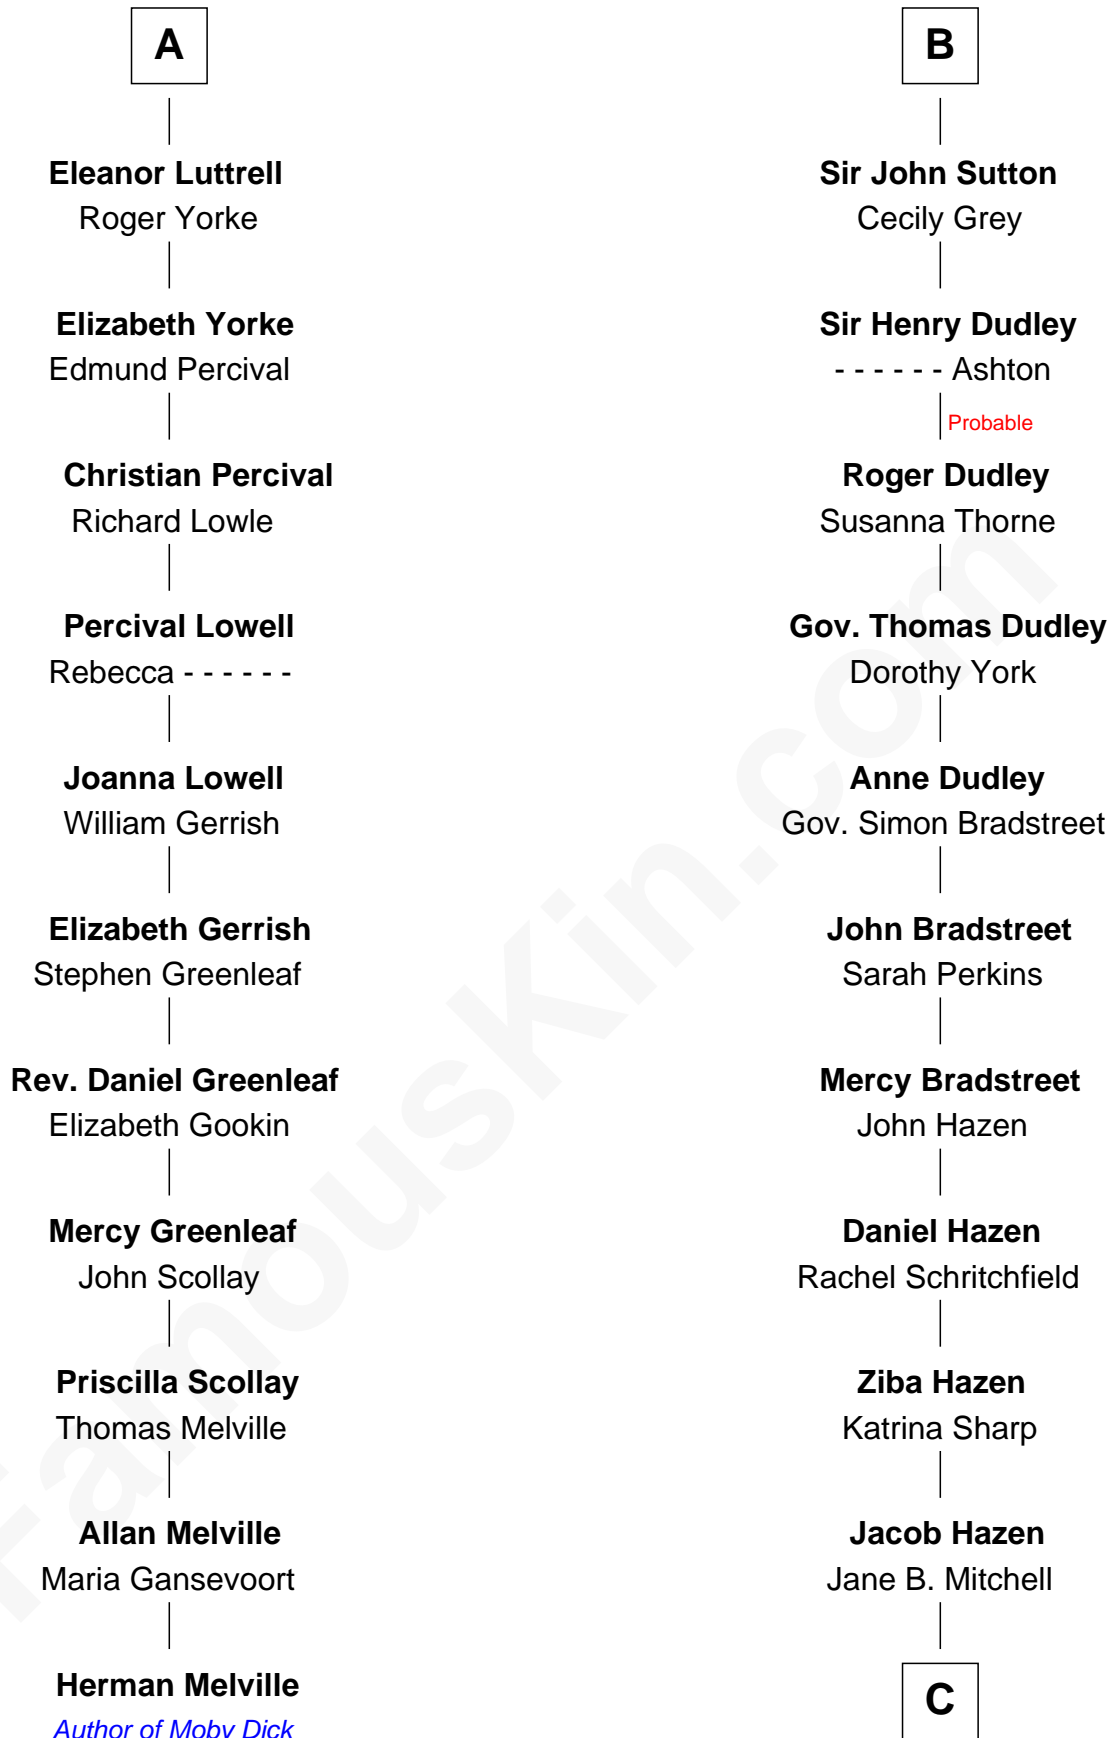 A
Eleanor Luttrell
Roger Yorke
Elizabeth Yorke
Edmund Percival
Christian Percival
Richard Lowle
Percival Lowell
Rebecca - - - - - -
Joanna Lowell
William Gerrish
Elizabeth Gerrish
Stephen Greenleaf
Rev. Daniel Greenleaf
Elizabeth Gookin
Mercy Greenleaf
John Scollay
Priscilla Scollay
Thomas Melville
Allan Melville
Maria Gansevoort
Herman Melville
Author of Moby Dick
B
Sir John Sutton
Cecily Grey
Sir Henry Dudley
- - - - - - Ashton
Probable
Roger Dudley
Susanna Thorne
Gov. Thomas Dudley
Dorothy York
Anne Dudley
Gov. Simon Bradstreet
John Bradstreet
Sarah Perkins
Mercy Bradstreet
John Hazen
Daniel Hazen
Rachel Schritchfield
Ziba Hazen
Katrina Sharp
Jacob Hazen
Jane B. Mitchell
C
FamousKin.com